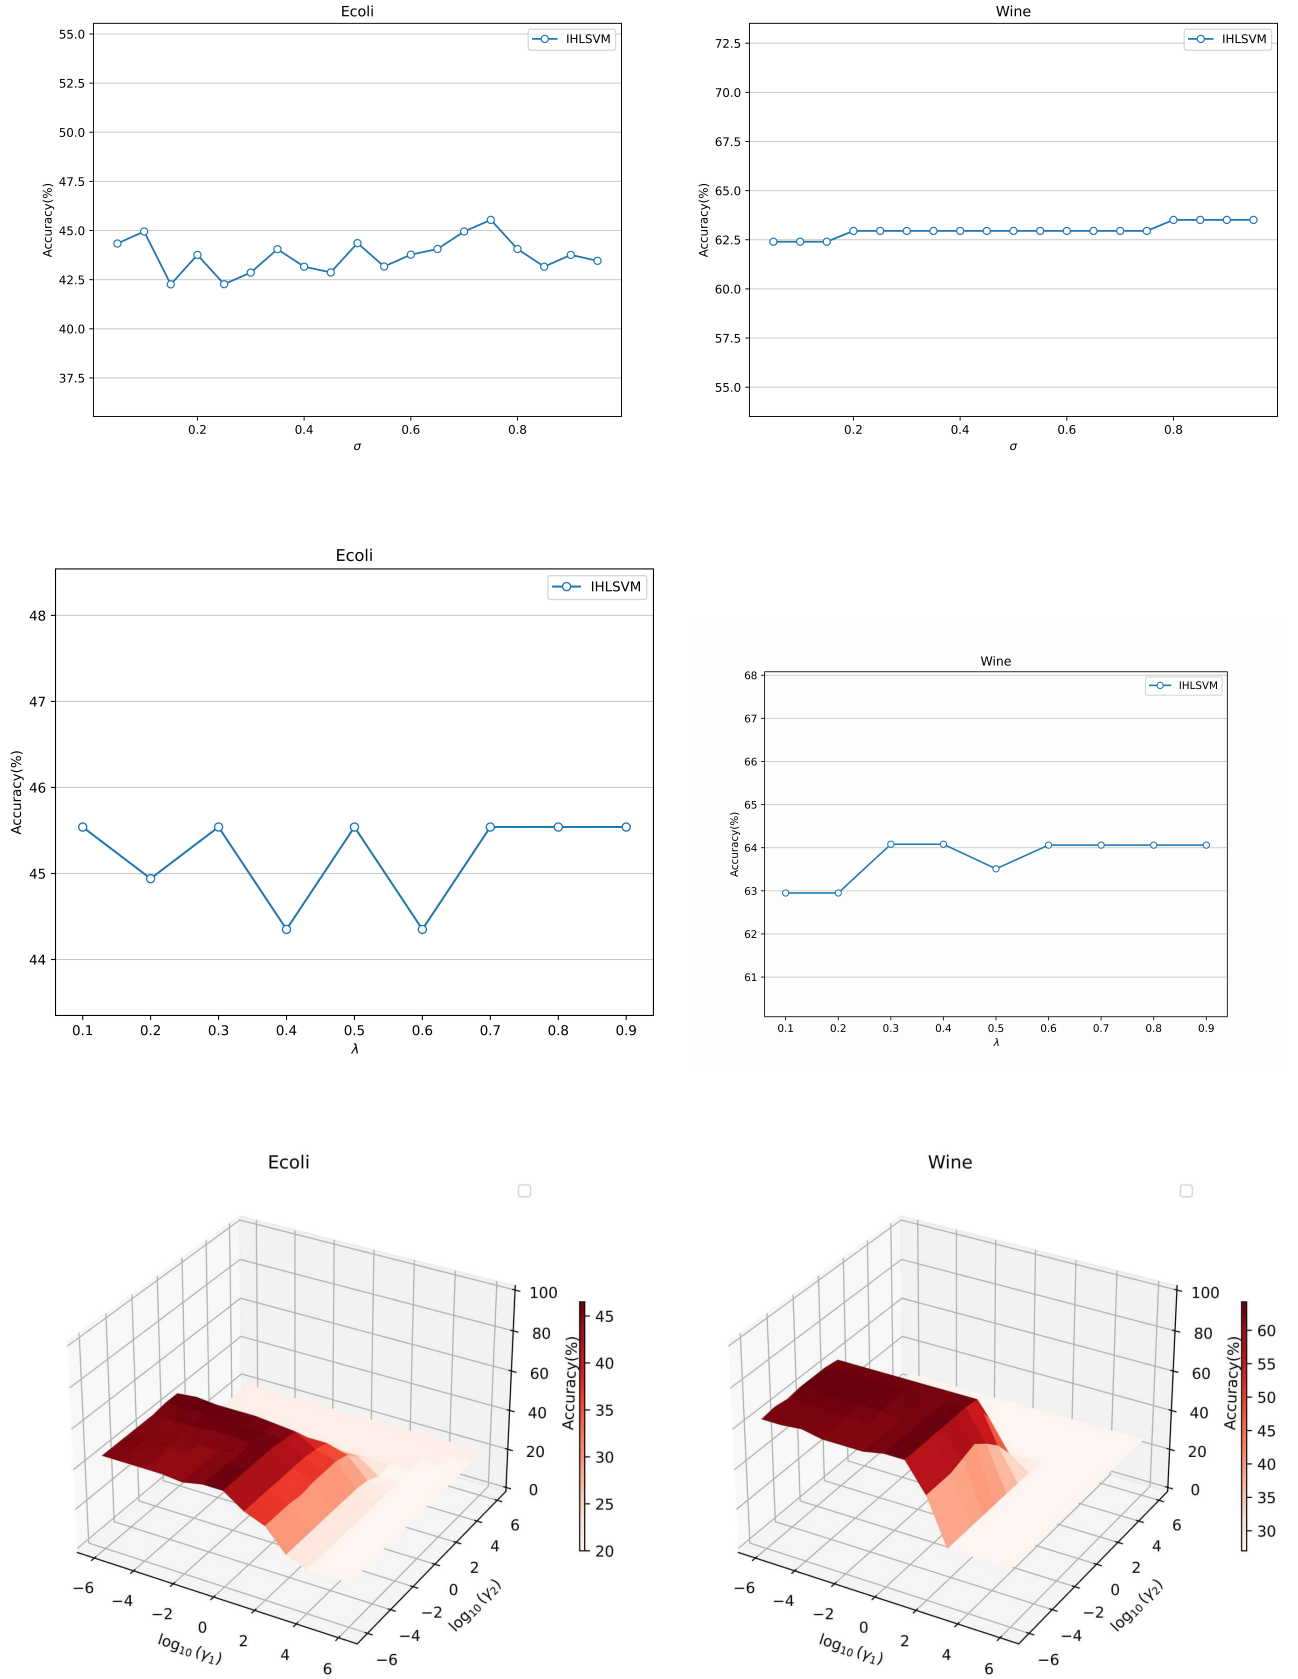 Ecoli
IHLSVM
55.0
52.5
50.0
47.5
45.0
42.5
40.0
37.5
Accuracy(%)
0.2 0.4 0.6 0.8
σ
Wine
IHLSVM
72.5
70.0
67.5
65.0
62.5
60.0
57.5
55.0
Accuracy(%)
0.2 0.4 0.6 0.8
σ
Ecoli
IHLSVM
48
47
46
45
44
Accuracy(%)
0.1 0.2 0.3 0.4 0.5 0.6 0.7 0.8 0.9
λ
Wine
IHLSVM
68
67
66
65
64
63
62
61
Accuracy(%)
0.1 0.2 0.3 0.4 0.5 0.6 0.7 0.8 0.9
λ
Ecoli
100
80
60
40
20
0
Accuracy(%)
45
40
35
30
25
20
−6 −4 −2 0 2 4 6
log₁₀(γ₁)
−6 −4 −2 0 2 4 6
log₁₀(γ₂)
Wine
100
80
60
40
20
0
Accuracy(%)
60
55
50
45
40
35
30
−6 −4 −2 0 2 4 6
log₁₀(γ₁)
−6 −4 −2 0 2 4 6
log₁₀(γ₂)